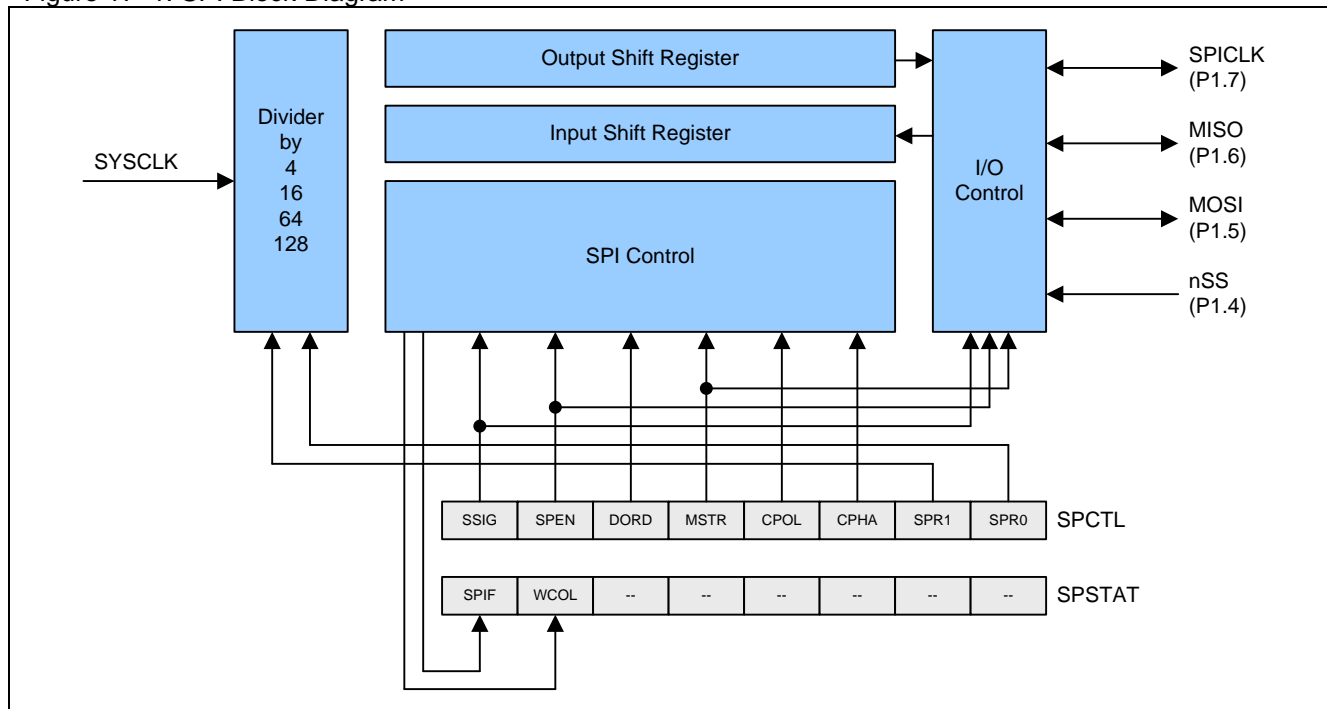 Output Shift Register
Input Shift Register
SPI Control
Divider
by
4
16
64
128
SYSCLK
I/O
Control
SPICLK
(P1.7)
MISO
(P1.6)
MOSI
(P1.5)
nSS
(P1.4)
SSIG SPEN DORD MSTR CPOL CPHA SPR1 SPR0 SPCTL
SPIF WCOL -- -- -- -- -- -- SPSTAT